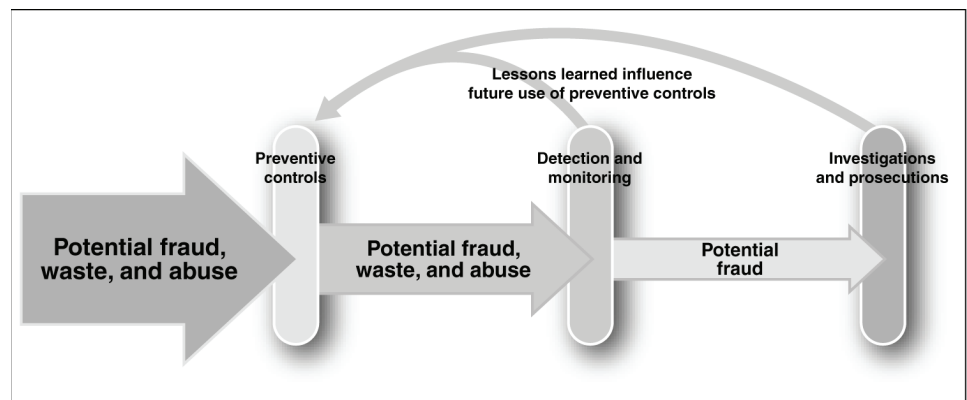 Lessons learned influence
future use of preventive controls
Preventive
controls
Detection and
monitoring
Investigations
and prosecutions
Potential fraud,
waste, and abuse
Potential fraud,
waste, and abuse
Potential
fraud